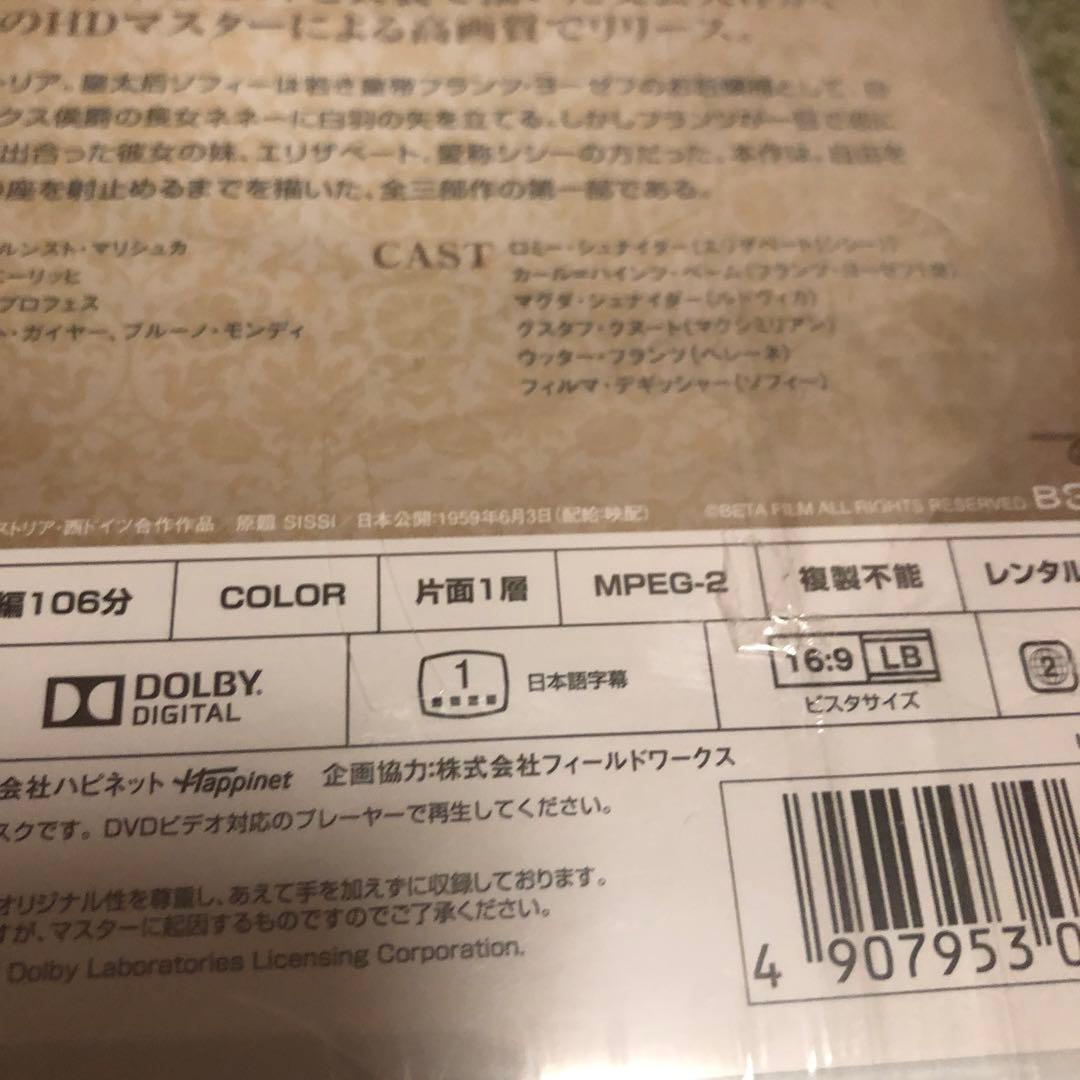 のHDマスターによる高画質でリリース。
リア。皇太后ソフィーは若き皇帝フランツ・ヨーゼフの
クス侯爵の長女ネネーに白羽の矢を立てる。しかしフランツが一目で恋に
出合った彼女の妹、エリザベート、愛称シシーの方だった。本作は、自由を
座を射止めるまでを描いた、全三部作の第一部である。
ルンスト・マリシュカ
ーリッヒ
プロフェス
ト・ガイヤー、ブルーノ・モンディ
CAST
ロミー・シュナイダー(エリザベート(シシー))
カール=ハインツ・ベーム(フランツ・ヨーゼフ1世)
マグダ・シュナイダー(ルドヴィカ)
グスタフ・クヌート(マクシミリアン)
ウッター・フランツ(ヘレーネ)
フィルマ・デギッシャー(ソフィー)
ストリア・西ドイツ合作作品 原題 SISSI / 日本公開:1959年6月3日(配給:映配)
©BETA FILM ALL RIGHTS RESERVED.
編106分 COLOR 片面1層 MPEG-2 複製不能 レンタル
DOLBY DIGITAL
1
日本語字幕
16:9 LB
ビスタサイズ
2
会社ハピネット Happinet 企画協力:株式会社フィールドワークス
スクです。DVDビデオ対応のプレーヤーで再生してください。
オリジナル性を尊重し、あえて手を加えずに収録しております。
すが、マスターに起因するものですのでご了承ください。
Dolby Laboratories Licensing Corporation.
4 907953 0